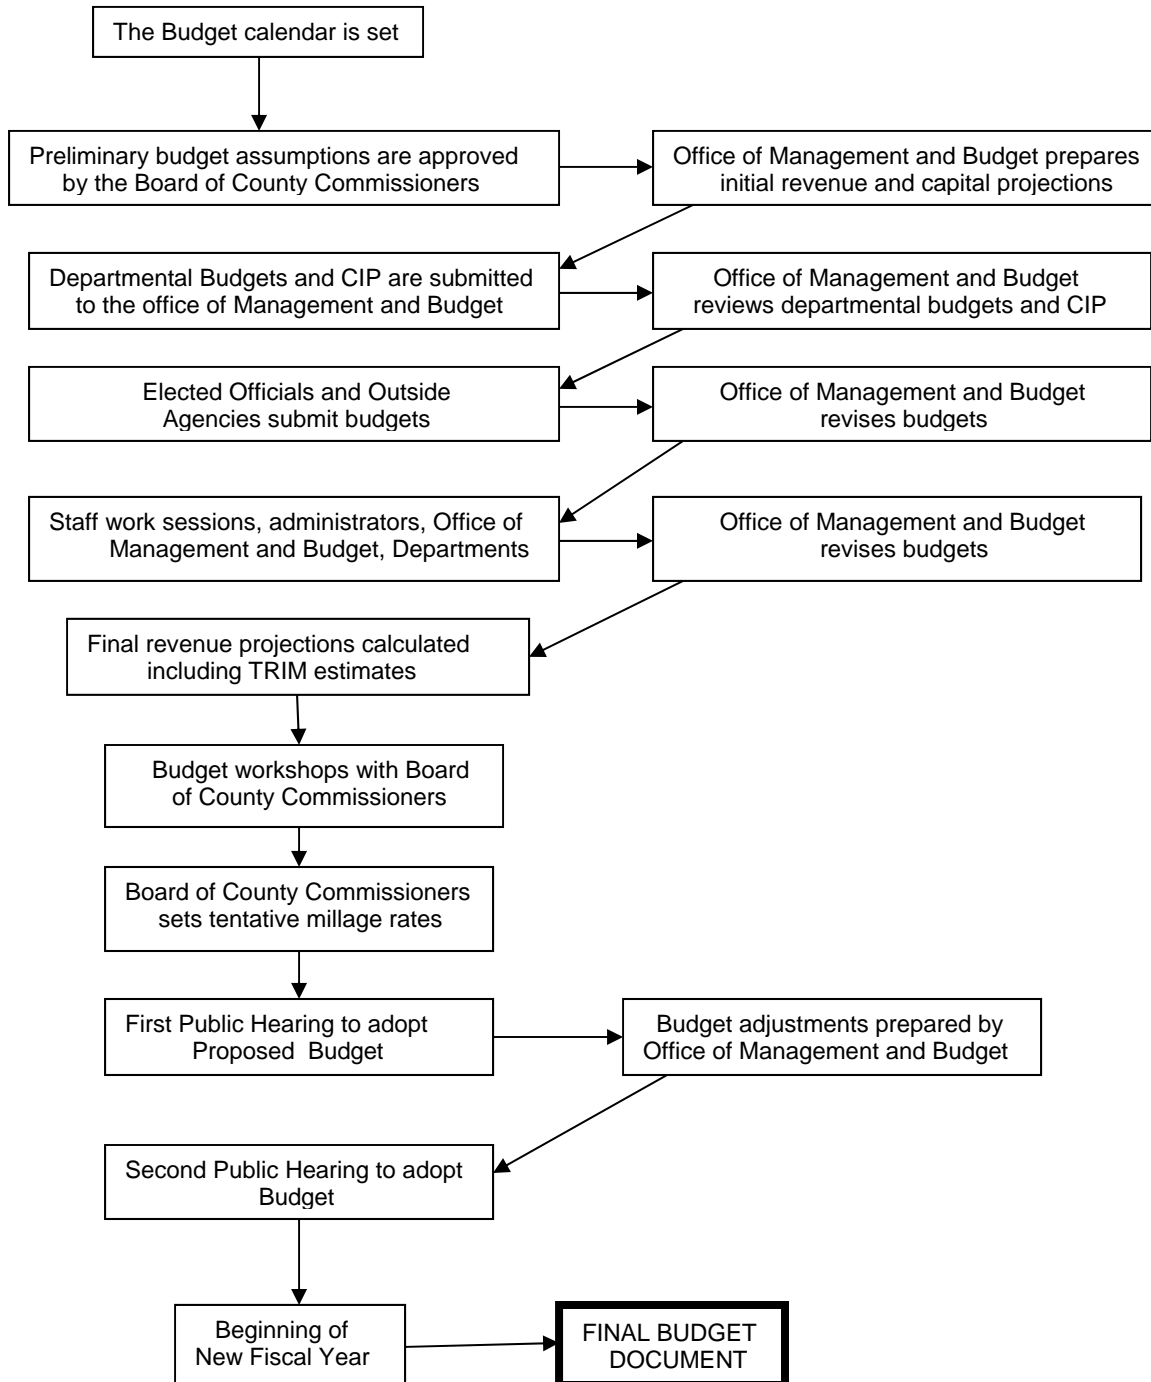 The Budget calendar is set
Preliminary budget assumptions are approved
by the Board of County Commissioners
Office of Management and Budget prepares
initial revenue and capital projections
Departmental Budgets and CIP are submitted
to the office of Management and Budget
Office of Management and Budget
reviews departmental budgets and CIP
Elected Officials and Outside
Agencies submit budgets
Office of Management and Budget
revises budgets
Staff work sessions, administrators, Office of
Management and Budget, Departments
Office of Management and Budget
revises budgets
Final revenue projections calculated
including TRIM estimates
Budget workshops with Board
of County Commissioners
Board of County Commissioners
sets tentative millage rates
First Public Hearing to adopt
Proposed Budget
Budget adjustments prepared by
Office of Management and Budget
Second Public Hearing to adopt
Budget
Beginning of
New Fiscal Year
FINAL BUDGET
DOCUMENT